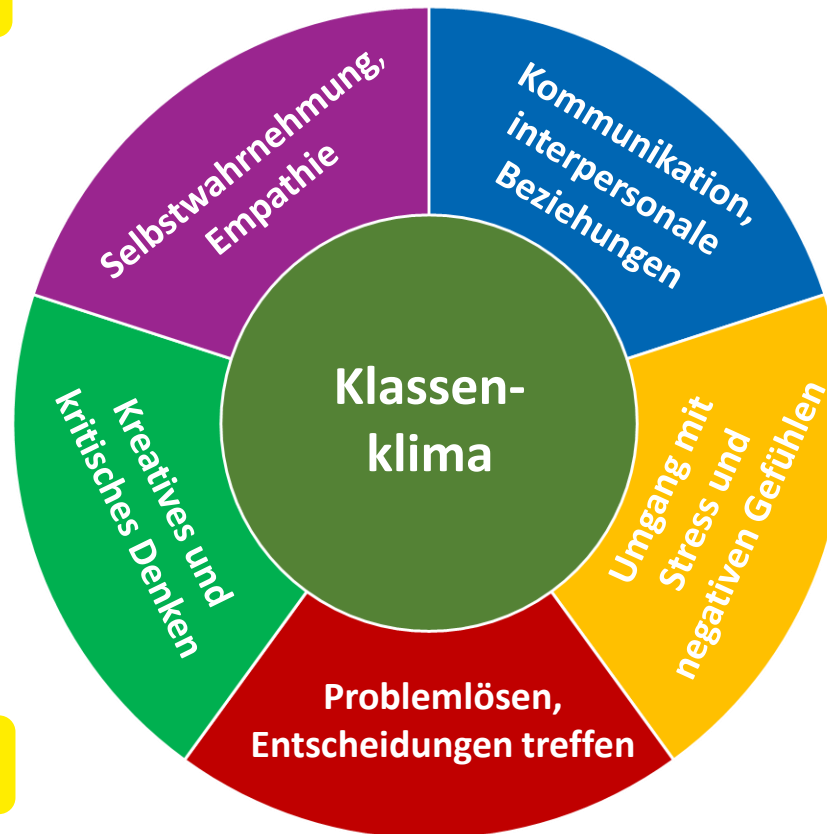 Selbstwahrnehmung,
Empathie
Kommunikation,
interpersonale
Beziehungen
Klassen-
klima
Umgang mit
Stress und
negativen Gefühlen
Problemlösen,
Entscheidungen treffen
Kreatives und
kritisches Denken